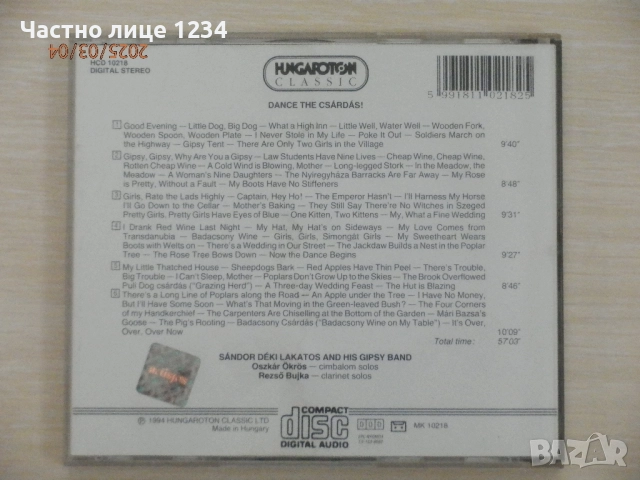 Частно лице 1234
2025/03/04
HCD 10218
DIGITAL STEREO
HUNGAROTON
CLASSIC
5 991811 021825
DANCE THE CSÁRDÁS!
1 Good Evening — Little Dog, Big Dog — What a High Inn — Little Well, Water Well — Wooden Fork,
Wooden Spoon, Wooden Plate — I Never Stole in My Life — Poke It Out — Soldiers March on
the Highway — Gipsy Tent — There are Only Two Girls in the Village 9'40"
2 Gipsy, Gipsy, Why Are You a Gipsy — Law Students Have Nine Lives — Cheap Wine, Cheap Wine,
Rotten Cheap Wine — A Cold Wind is Blowing, Mother — Long-legged Stork — In the Meadow, the
Meadow — A Woman's Nine Daughters — The Nyíregyháza Barracks Are Far Away — My Rose
is Pretty, Without a Fault — My Boots Have No Stiffeners 8'48"
3 Girls, Rate the Lads Highly — Captain, Hey Ho! — The Emperor Hasn't — I'll Harness My Horse
I'll Go Down to the Cellar — Mother's Baking — They Still Say There're No Witches in Szeged
Pretty Girls, Pretty Girls Have Eyes of Blue — One Kitten, Two Kittens — My, What a Fine Wedding 9'31"
4 I Drank Red Wine Last Night — My Hat, My Hat's on Sideways — My Love Comes from
Transdanubia — Badacsony Wine — Girls, Girls, Simongát Girls — My Sweetheart Wears
Boots with Welts on — There's a Wedding in Our Street — The Jackdaw Builds a Nest in the Poplar
Tree — The Rose Tree Bows Down — Now the Dance Begins 9'27"
5 My Little Thatched House — Sheepdogs Bark — Red Apples Have Thin Peel — There's Trouble,
Big Trouble — I Can't Sleep, Mother — Poplars Don't Grow Up to the Skies — The Brook Overflowed
Puli Dog csárdás ("Grazing Herd") — A Three-day Wedding Feast — The Hut is Blazing 8'46"
6 There's a Long Line of Poplars along the Road — An Apple under the Tree — I Have No Money,
But I'll Have Some Soon — What's That Moving in the Green-leaved Bush? — The Four Corners
of my Handkerchief — The Carpenters Are Chiselling at the Bottom of the Garden — Mári Bazsa's
Goose — The Pig's Rooting — Badacsony Csárdás ("Badacsony Wine on My Table") — It's Over,
Over, Over Now 10'09"
Total time: 57'03"
SÁNDOR DÉKI LAKATOS AND HIS GIPSY BAND
Oszkár Ökrös — cimbalom solos
Rezső Bujka — clarinet solos
℗ 1994 HUNGAROTON CLASSIC LTD
Made in Hungary
COMPACT
disc
DIGITAL AUDIO
MK 10218
BAZAR